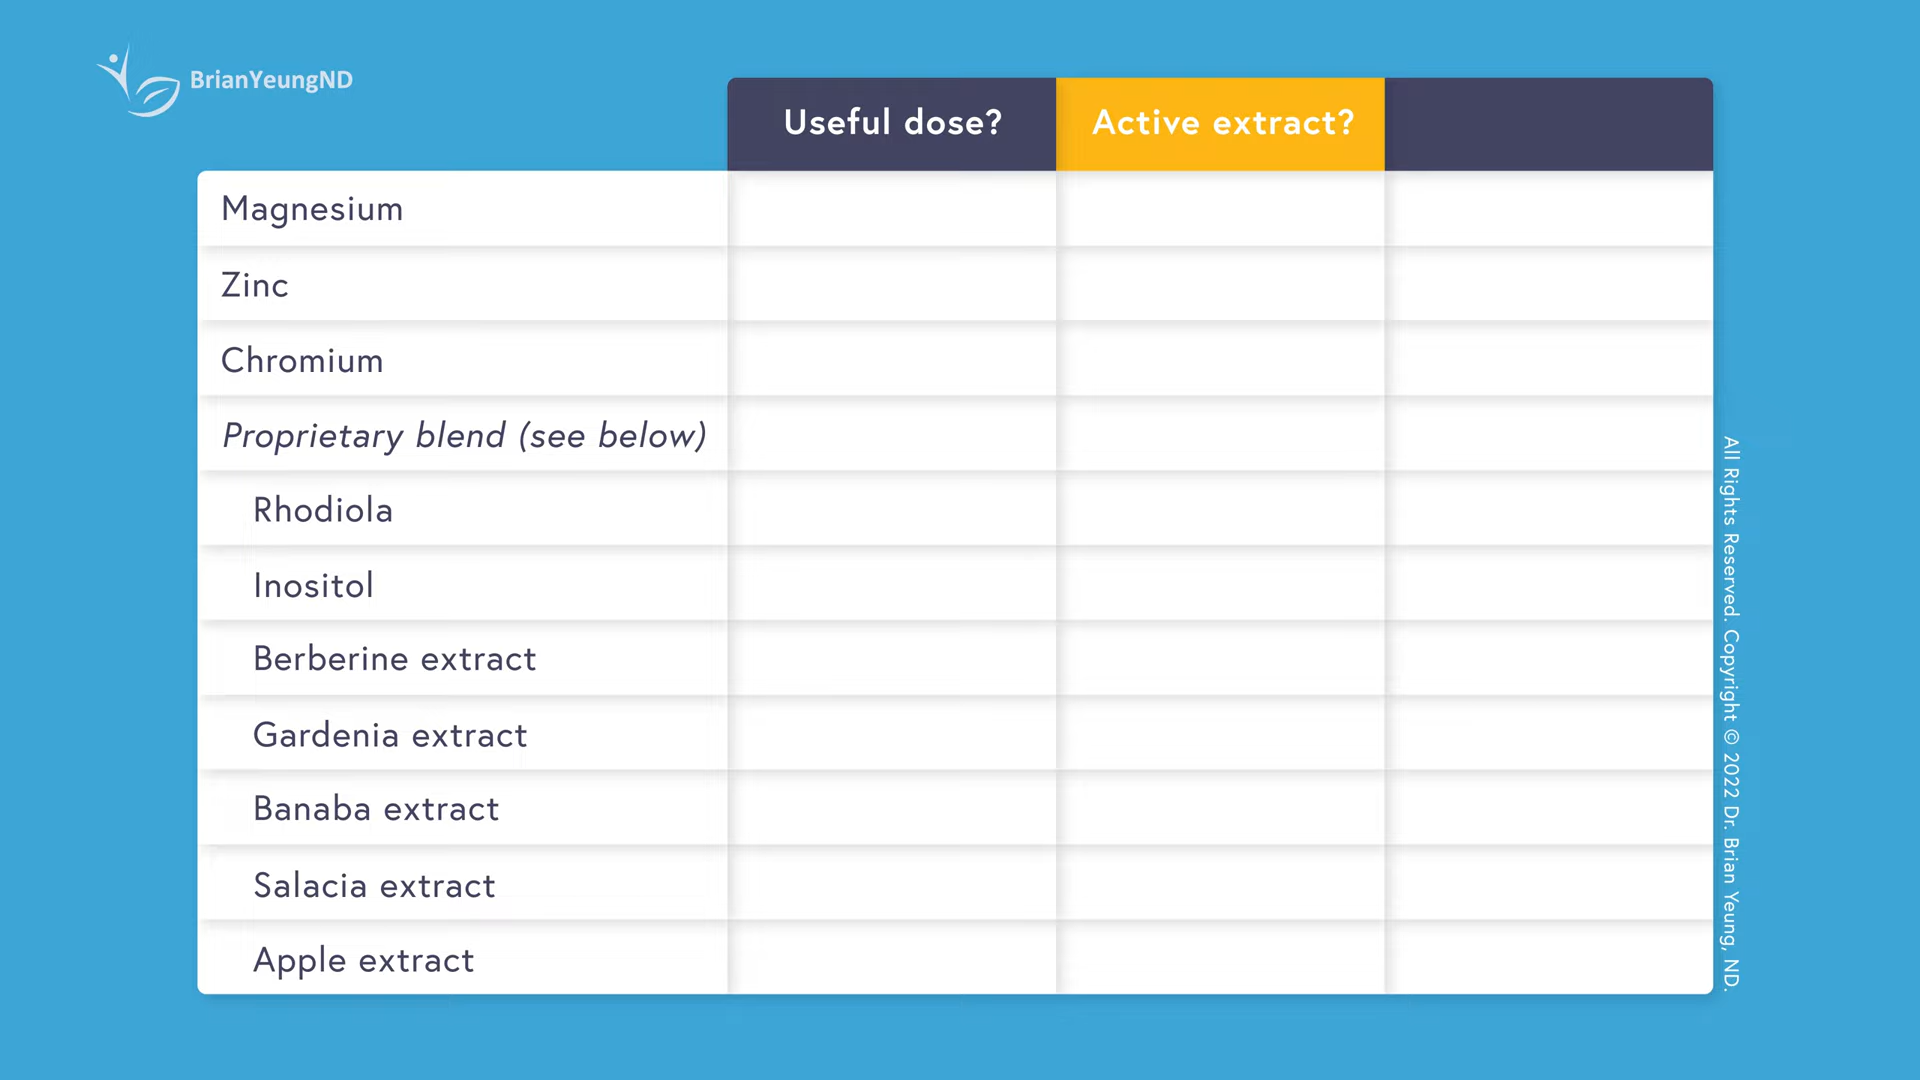 BrianYeungND
Useful dose?
Active extract?
Magnesium
Zinc
Chromium
Proprietary blend (see below)
Rhodiola
Inositol
Berberine extract
Gardenia extract
Banaba extract
Salacia extract
Apple extract
All Rights Reserved. Copyright © 2022 Dr. Brian Yeung, ND.